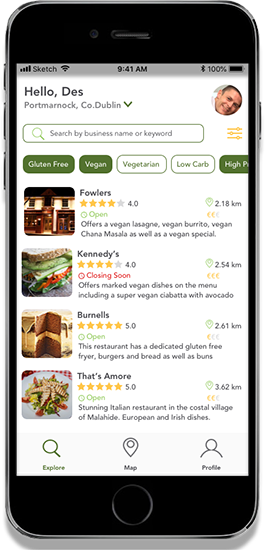 Sketch 9:41 AM 100%
Hello, Des
Portmarnock, Co.Dublin
Search by business name or keyword
Gluten Free Vegan Vegetarian Low Carb High P
Fowlers
4.0 2.18 km
Open €€€
Offers a vegan lasagne, vegan burrito, vegan
Chana Masala as well as a vegan special.
Kennedy's
4.0 2.54 km
Closing Soon €€€
Offers marked vegan dishes on the menu
including a super vegan ciabatta with avocado
Burnells
5.0 2.61 km
Open €€€
This restaurant has a dedicated gluten free
fryer, burgers and bread as well as buns
That's Amore
5.0 3.62 km
Open €€€
Stunning Italian restaurant in the costal village
of Malahide. European and Irish dishes.
Explore Map Profile